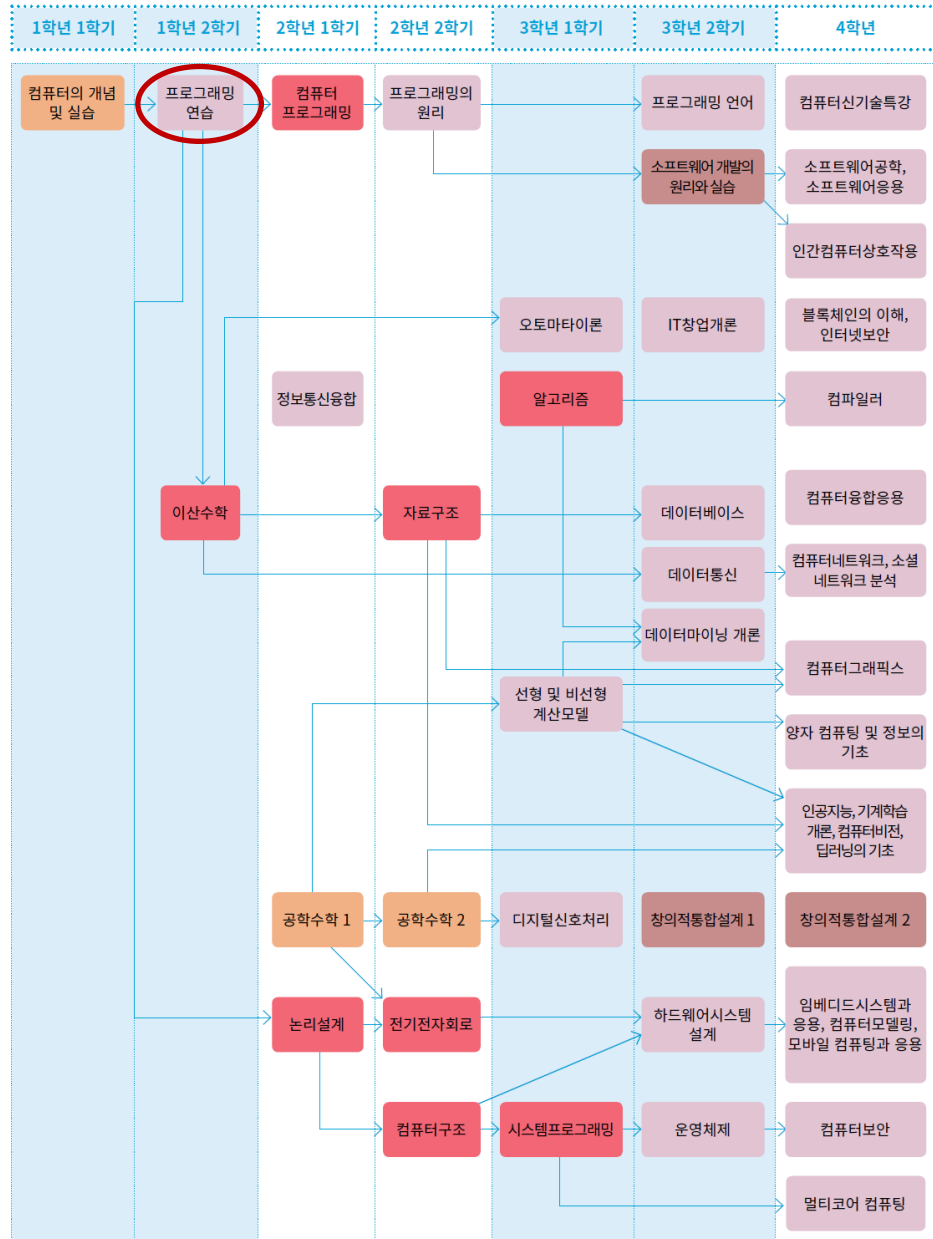 1학년 1학기
1학년 2학기
2학년 1학기
2학년 2학기
3학년 1학기
3학년 2학기
4학년
컴퓨터의 개념
및 실습
프로그래밍
연습
컴퓨터
프로그래밍
프로그래밍의
원리
프로그래밍 언어
컴퓨터신기술특강
소프트웨어 개발의
원리와 실습
소프트웨어공학,
소프트웨어응용
인간컴퓨터상호작용
오토마타이론
IT창업개론
블록체인의 이해,
인터넷보안
정보통신융합
알고리즘
컴파일러
이산수학
자료구조
데이터베이스
컴퓨터융합응용
데이터통신
컴퓨터네트워크, 소셜
네트워크 분석
데이터마이닝 개론
컴퓨터그래픽스
선형 및 비선형
계산모델
양자 컴퓨팅 및 정보의
기초
인공지능, 기계학습
개론, 컴퓨터비전,
딥러닝의 기초
공학수학 1
공학수학 2
디지털신호처리
창의적통합설계 1
창의적통합설계 2
논리설계
전기전자회로
하드웨어시스템
설계
임베디드시스템과
응용, 컴퓨터모델링,
모바일 컴퓨팅과 응용
컴퓨터구조
시스템프로그래밍
운영체제
컴퓨터보안
멀티코어 컴퓨팅